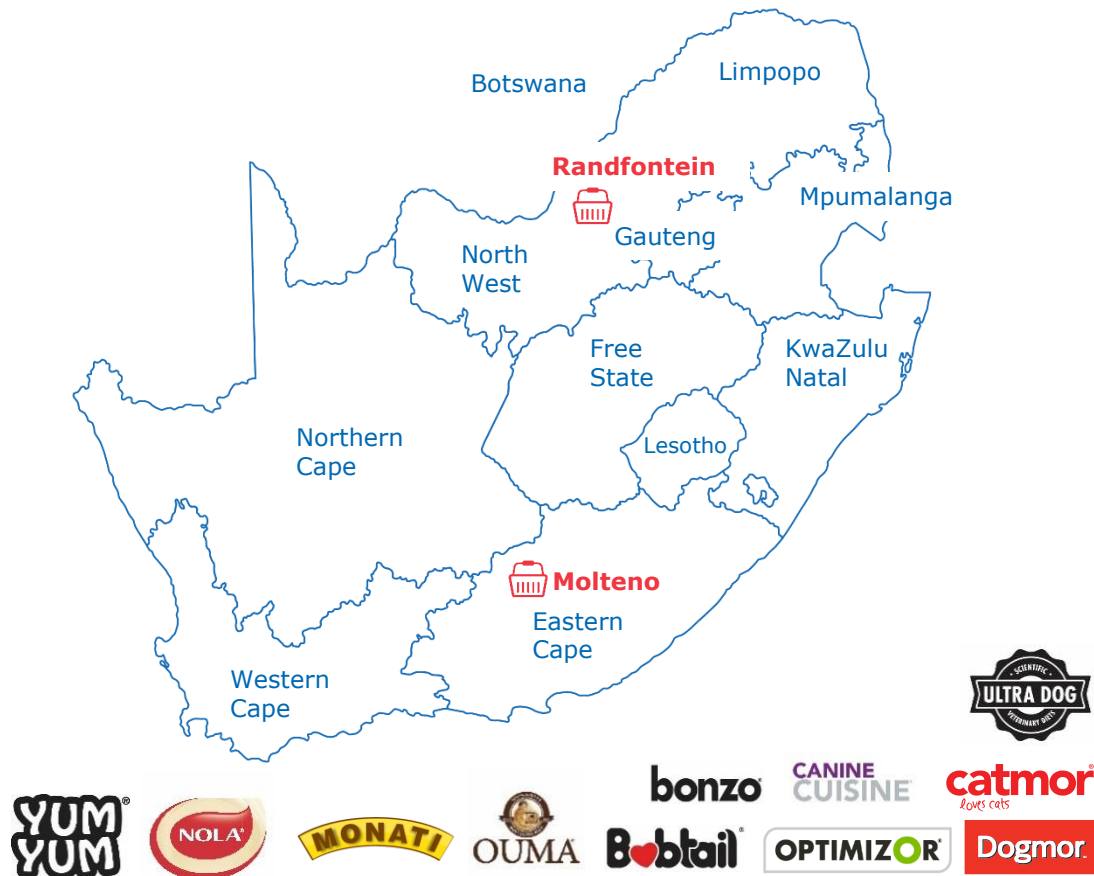 Limpopo
Botswana
Randfontein
Mpumalanga
Gauteng
North
West
Free
State
KwaZulu
Natal
Northern
Cape
Lesotho
Molteno
Eastern
Cape
Western
Cape
SCIENTIFIC
ULTRA DOG
VETERINARY DIETS
bonzo
CANINE
CUISINE
catmor®
loves cats
YUM®
YUM
NOLA®
MONATI
OUMA
Bobtail
OPTIMIZOR
Dogmor